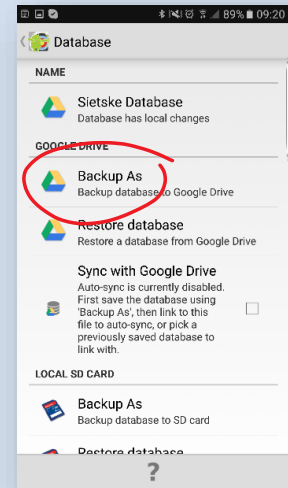 89% 09:20
Database
NAME
Sietske Database
Database has local changes
GOOGLE DRIVE
Backup As
Backup database to Google Drive
Restore database
Restore a database from Google Drive
Sync with Google Drive
Auto-sync is currently disabled.
First save the database using
'Backup As', then link to this
file to auto-sync, or pick a
previously saved database to
link with.
LOCAL SD CARD
Backup As
Backup database to SD card
Restore database
?